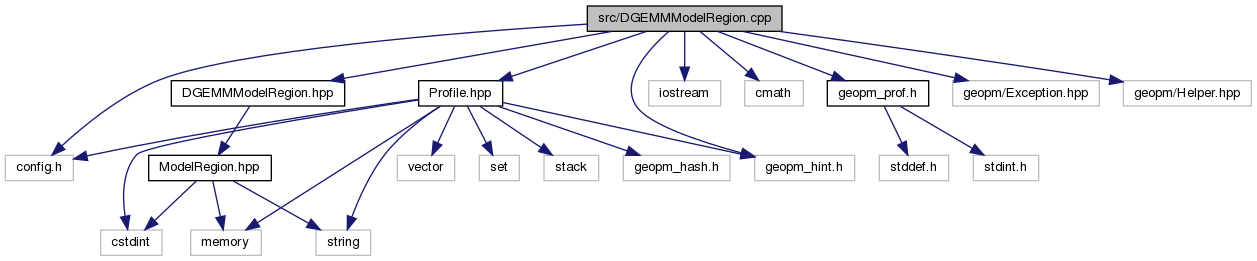 src/DGEMMModelRegion.cpp
DGEMMModelRegion.hpp
Profile.hpp
iostream
cmath
geopm_prof.h
geopm/Exception.hpp
geopm/Helper.hpp
config.h
ModelRegion.hpp
vector
set
stack
geopm_hash.h
geopm_hint.h
stddef.h
stdint.h
cstdint
memory
string